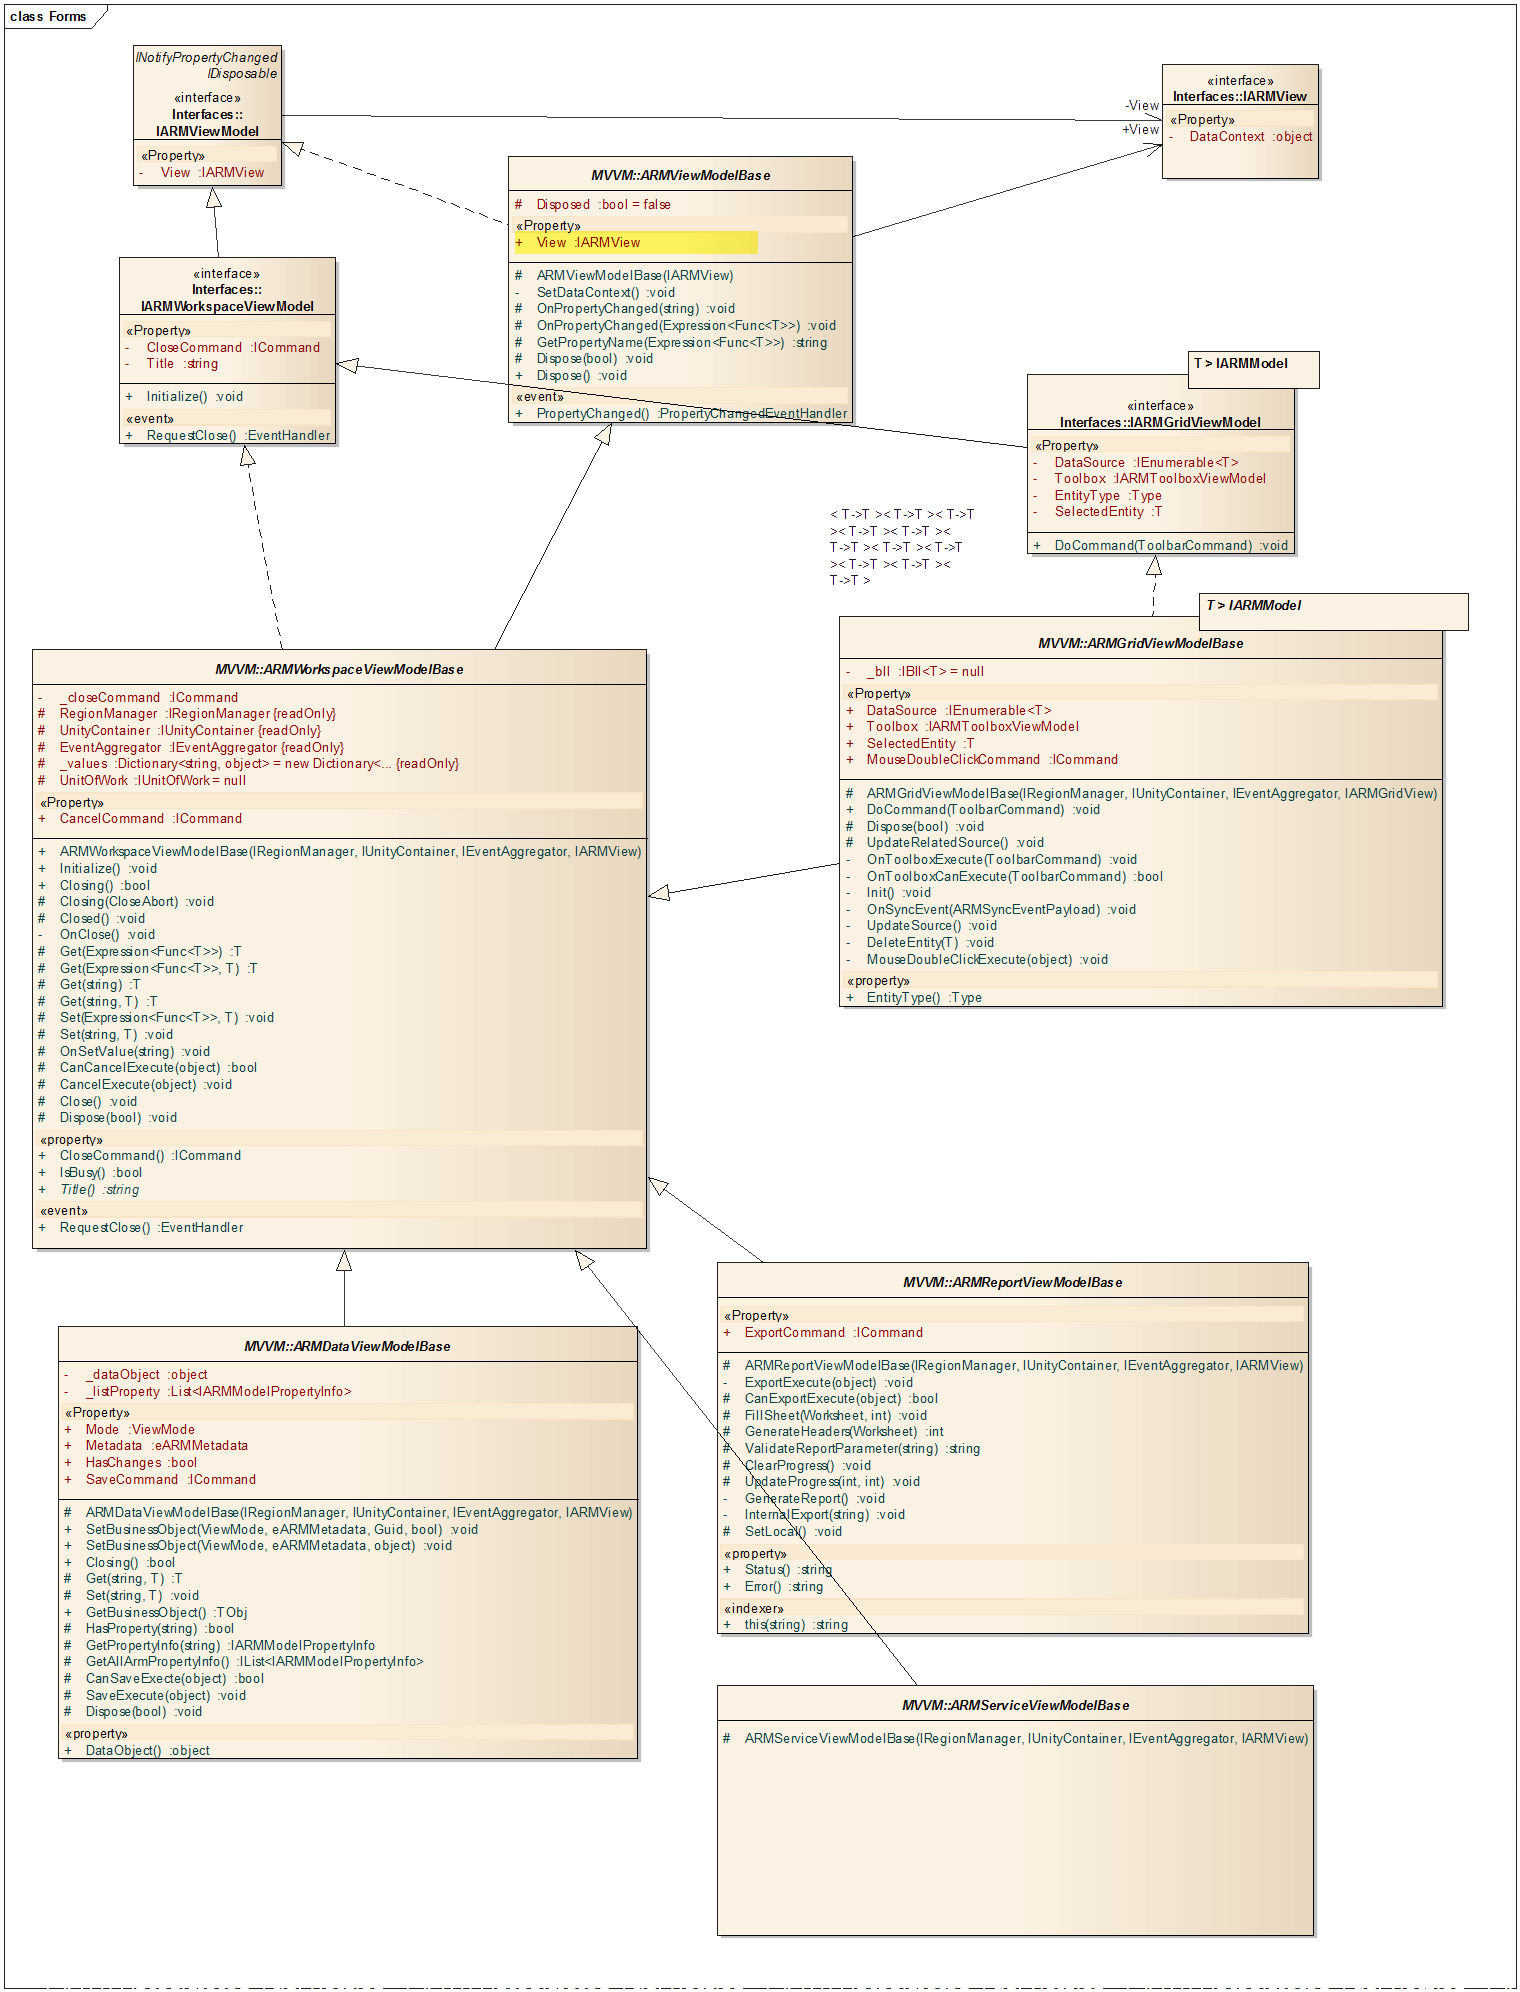 class Forms
INotifyPropertyChanged
IDisposable
«interface»
Interfaces::
IARMViewModel
«Property»
- View :IARMView
-View
+View
«interface»
Interfaces::IARMView
«Property»
- DataContext :object
MVVM::ARMViewModelBase
# Disposed :bool = false
«Property»
+ View :IARMView
# ARMViewModelBase(IARMView)
- SetDataContext() :void
# OnPropertyChanged(string) :void
# OnPropertyChanged(Expression<Func<T>>) :void
# GetPropertyName(Expression<Func<T>>) :string
# Dispose(bool) :void
+ Dispose() :void
«event»
+ PropertyChanged() :PropertyChangedEventHandler
«interface»
Interfaces::
IARMWorkspaceViewModel
«Property»
- CloseCommand :ICommand
- Title :string
+ Initialize() :void
«event»
+ RequestClose() :EventHandler
T > IARMModel
«interface»
Interfaces::IARMGridViewModel
«Property»
- DataSource :IEnumerable<T>
- Toolbox :IARMToolboxViewModel
- EntityType :Type
- SelectedEntity :T
+ DoCommand(ToolbarCommand) :void
< T->T >< T->T >< T->T
>< T->T >< T->T ><
T->T >< T->T >< T->T
>< T->T >< T->T ><
T->T >
T > IARMModel
MVVM::ARMGridViewModelBase
- _bll :IBll<T> = null
«Property»
+ DataSource :IEnumerable<T>
+ Toolbox :IARMToolboxViewModel
+ SelectedEntity :T
+ MouseDoubleClickCommand :ICommand
# ARMGridViewModelBase(IRegionManager, IUnityContainer, IEventAggregator, IARMGridView)
+ DoCommand(ToolbarCommand) :void
# Dispose(bool) :void
# UpdateRelatedSource() :void
- OnToolboxExecute(ToolbarCommand) :void
- OnToolboxCanExecute(ToolbarCommand) :bool
- Init() :void
- OnSyncEvent(ARMSyncEventPayload) :void
- UpdateSource() :void
- DeleteEntity(T) :void
- MouseDoubleClickExecute(object) :void
«property»
+ EntityType() :Type
MVVM::ARMWorkspaceViewModelBase
- _closeCommand :ICommand
# RegionManager :IRegionManager {readOnly}
# UnityContainer :IUnityContainer {readOnly}
# EventAggregator :IEventAggregator {readOnly}
# _values :Dictionary<string, object> = new Dictionary<... {readOnly}
# UnitOfWork :IUnitOfWork = null
«Property»
+ CancelCommand :ICommand
+ ARMWorkspaceViewModelBase(IRegionManager, IUnityContainer, IEventAggregator, IARMView)
+ Initialize() :void
+ Closing() :bool
# Closing(CloseAbort) :void
# Closed() :void
- OnClose() :void
# Get(Expression<Func<T>>) :T
# Get(Expression<Func<T>>, T) :T
# Get(string) :T
# Get(string, T) :T
# Set(Expression<Func<T>>, T) :void
# Set(string, T) :void
# OnSetValue(string) :void
# CanCancelExecute(object) :bool
# CancelExecute(object) :void
# Close() :void
# Dispose(bool) :void
«property»
+ CloseCommand() :ICommand
+ IsBusy() :bool
+ Title() :string
«event»
+ RequestClose() :EventHandler
MVVM::ARMReportViewModelBase
«Property»
+ ExportCommand :ICommand
# ARMReportViewModelBase(IRegionManager, IUnityContainer, IEventAggregator, IARMView)
- ExportExecute(object) :void
# CanExportExecute(object) :bool
# FillSheet(Worksheet, int) :void
# GenerateHeaders(Worksheet) :int
# ValidateReportParameter(string) :string
# ClearProgress() :void
# UpdateProgress(int, int) :void
- GenerateReport() :void
- InternalExport(string) :void
# SetLocal() :void
«property»
+ Status() :string
+ Error() :string
«indexer»
+ this(string) :string
MVVM::ARMDataViewModelBase
- _dataObject :object
- _listProperty :List<IARMModelPropertyInfo>
«Property»
+ Mode :ViewMode
+ Metadata :eARMMetadata
+ HasChanges :bool
+ SaveCommand :ICommand
# ARMDataViewModelBase(IRegionManager, IUnityContainer, IEventAggregator, IARMView)
+ SetBusinessObject(ViewMode, eARMMetadata, Guid, bool) :void
+ SetBusinessObject(ViewMode, eARMMetadata, object) :void
+ Closing() :bool
# Get(string, T) :T
# Set(string, T) :void
+ GetBusinessObject() :TObj
# HasProperty(string) :bool
# GetPropertyInfo(string) :IARMModelPropertyInfo
# GetAllArmPropertyInfo() :IList<IARMModelPropertyInfo>
# CanSaveExecte(object) :bool
# SaveExecute(object) :void
# Dispose(bool) :void
«property»
+ DataObject() :object
MVVM::ARMServiceViewModelBase
# ARMServiceViewModelBase(IRegionManager, IUnityContainer, IEventAggregator, IARMView)